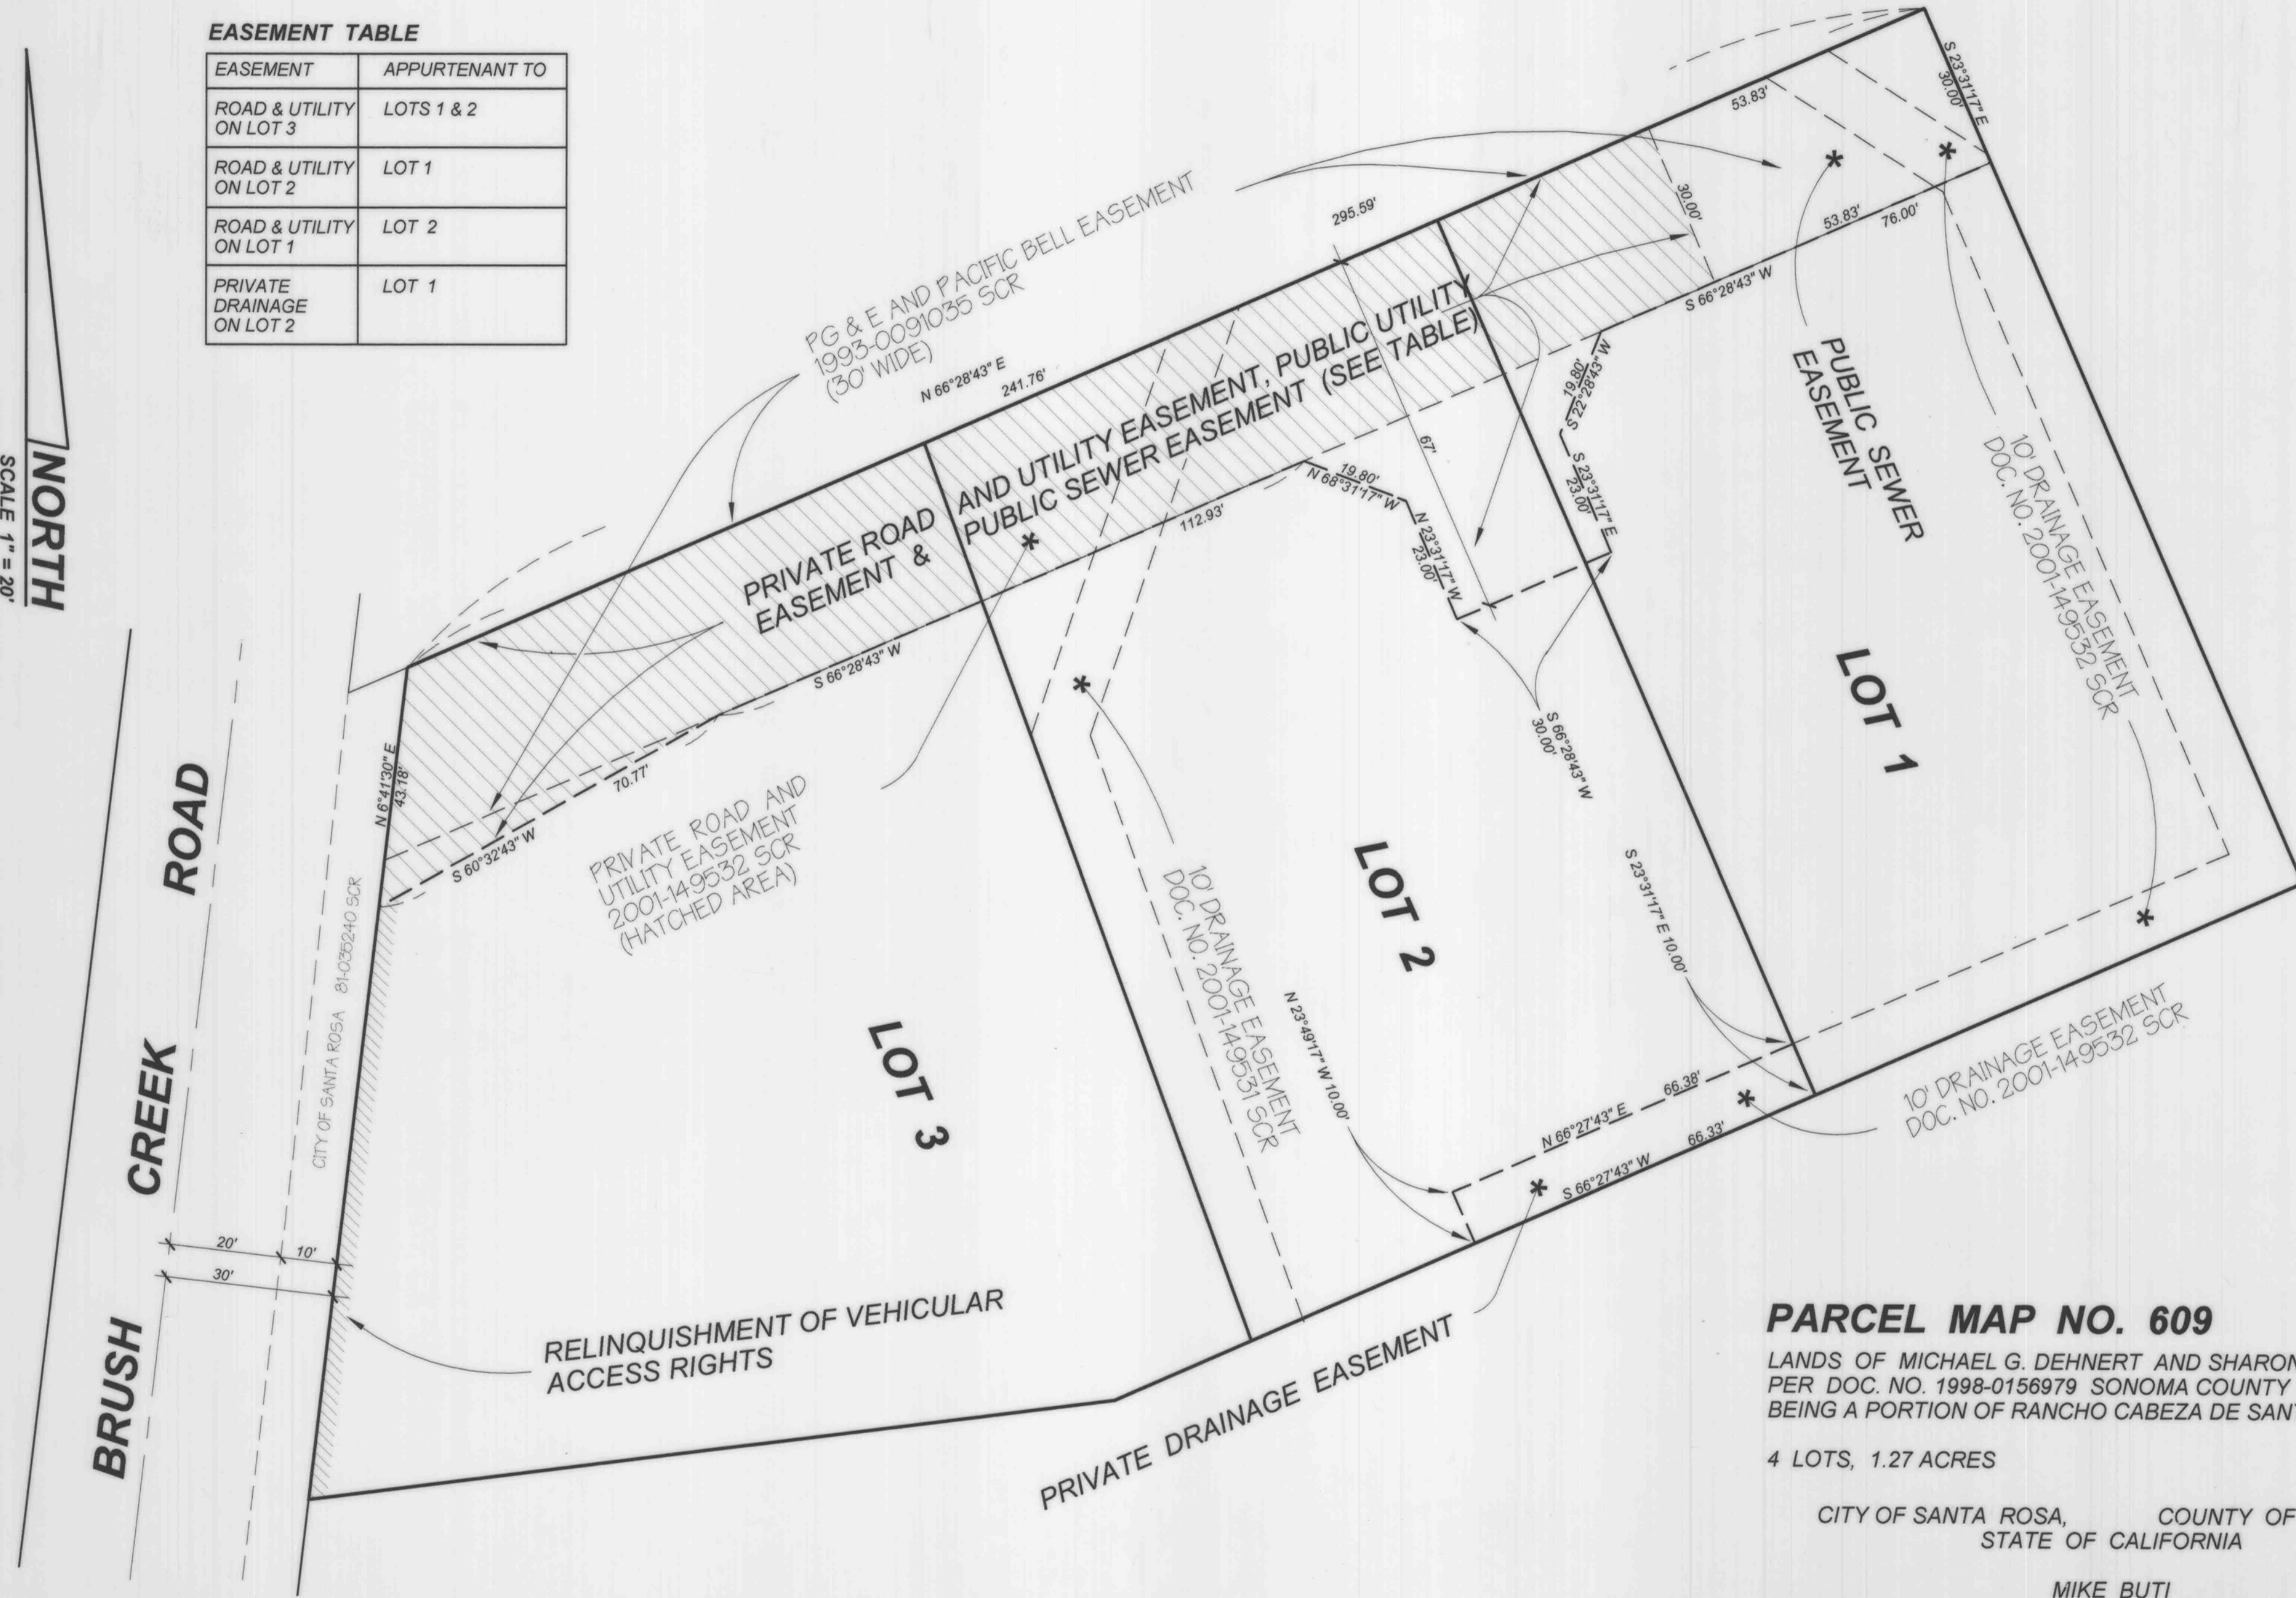 EASEMENT TABLE
EASEMENT APPURTENANT TO
ROAD & UTILITY ON LOT 3 LOTS 1 & 2
ROAD & UTILITY ON LOT 2 LOT 1
ROAD & UTILITY ON LOT 1 LOT 2
PRIVATE DRAINAGE ON LOT 2 LOT 1
NORTH
SCALE 1" = 20'
PG & E AND PACIFIC BELL EASEMENT
1993-0091035 SCR
(30' WIDE)
N 66°28'43" E
241.76'
295.59'
53.83'
S 23°31'17" E
30.00'
30.00'
53.83'
76.00'
S 66°28'43" W
PRIVATE ROAD AND UTILITY EASEMENT, PUBLIC UTILITY
EASEMENT & PUBLIC SEWER EASEMENT (SEE TABLE)
67'
19.80'
S 22°28'43" W
S 23°31'17" E
23.00'
19.80'
N 68°31'17" W
N 23°31'17" W
23.00'
112.93'
S 66°28'43" W
S 66°28'43" W
30.00'
PUBLIC SEWER
EASEMENT
10' DRAINAGE EASEMENT
DOC. NO. 2001-149532 SCR
LOT 1
LOT 2
LOT 3
70.77'
S 60°32'43" W
N 6°41'30" E
43.18'
PRIVATE ROAD AND
UTILITY EASEMENT
2001-149532 SCR
(HATCHED AREA)
10' DRAINAGE EASEMENT
DOC. NO. 2001-149531 SCR
S 23°31'17" E 10.00'
N 23°49'17" W 10.00'
N 66°27'43" E
66.38'
S 66°27'43" W
66.33'
10' DRAINAGE EASEMENT
DOC. NO. 2001-149532 SCR
CITY OF SANTA ROSA 81-035240 SCR
BRUSH CREEK ROAD
20'
10'
30'
RELINQUISHMENT OF VEHICULAR
ACCESS RIGHTS
PRIVATE DRAINAGE EASEMENT
PARCEL MAP NO. 609
LANDS OF MICHAEL G. DEHNERT AND SHARON
PER DOC. NO. 1998-0156979 SONOMA COUNTY
BEING A PORTION OF RANCHO CABEZA DE SANT
4 LOTS, 1.27 ACRES
CITY OF SANTA ROSA, COUNTY OF
STATE OF CALIFORNIA
MIKE BUTI